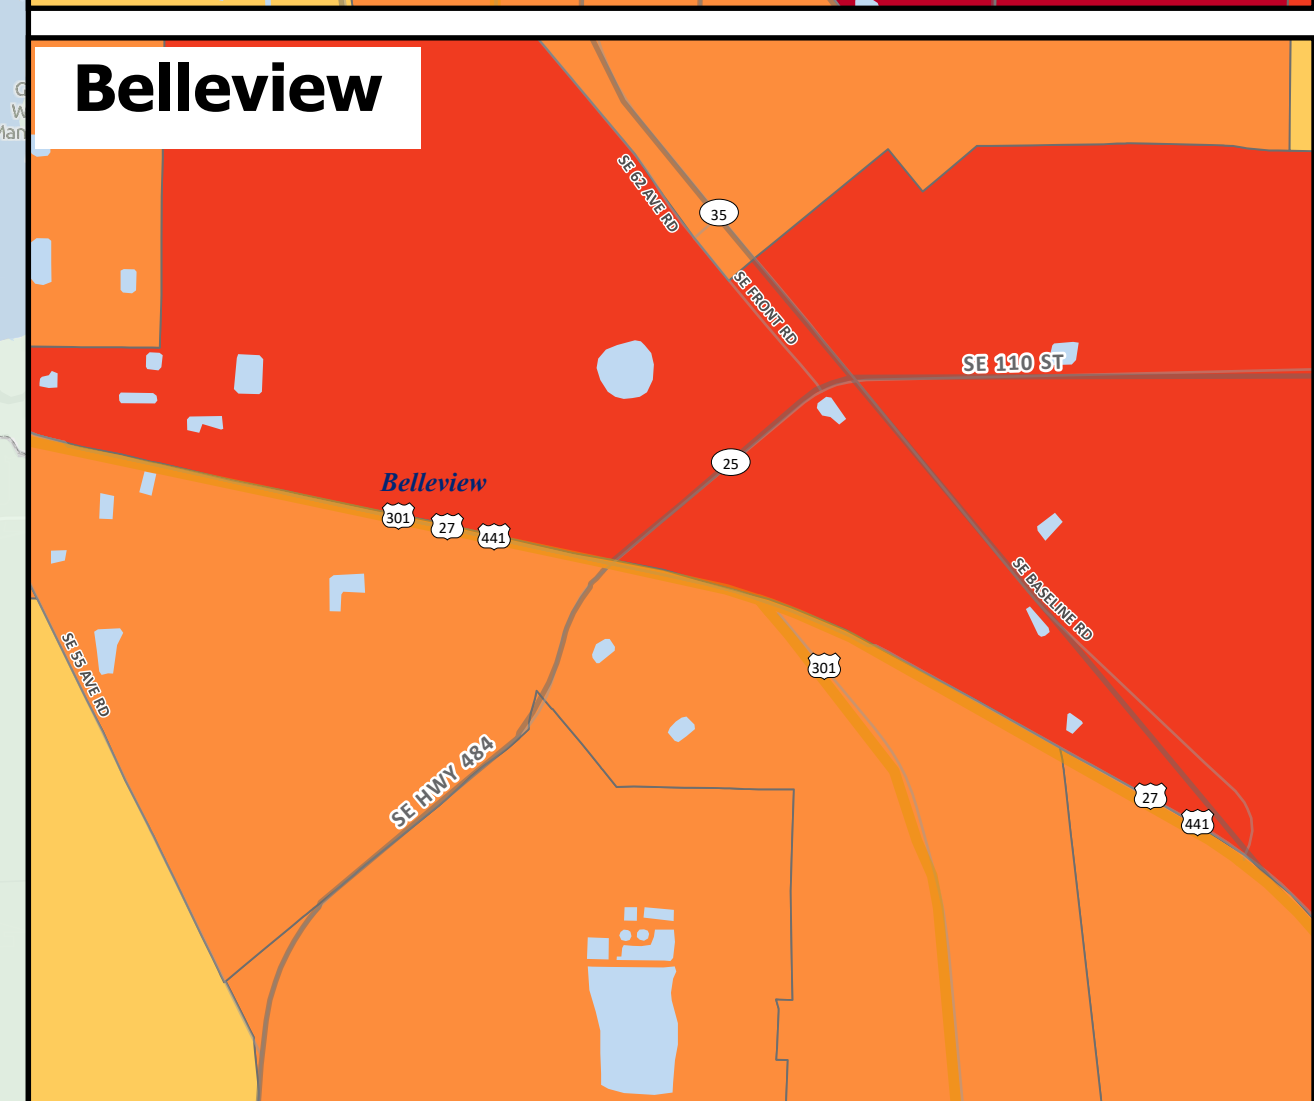 Belleview
SE 62 AVE RD
35
SE FRONT RD
SE 110 ST
25
Belleview
301
27
441
SE BASELINE RD
SE 55 AVE RD
301
SE HWY 484
27
441